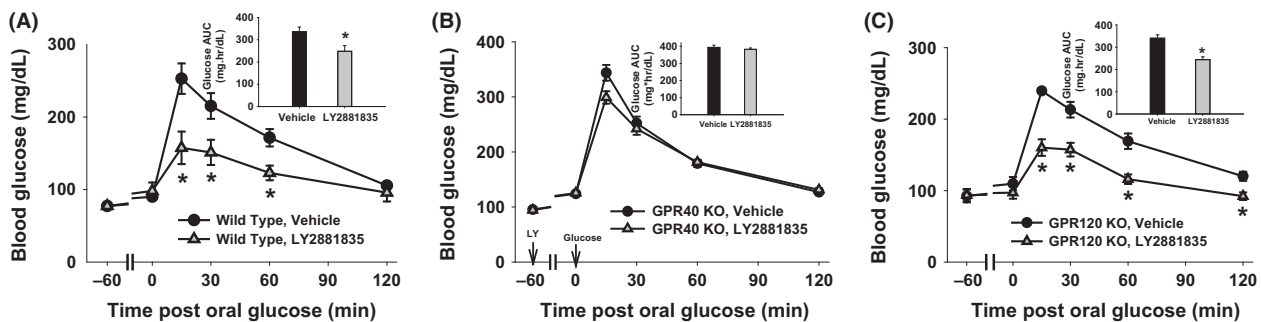 (A)
Blood glucose (mg/dL)
300
200
100
0
Glucose AUC
(mg.hr/dL)
400
300
200
100
0
Vehicle
LY2881835
*
* * *
Wild Type, Vehicle
Wild Type, LY2881835
−60 0 30 60 120
Time post oral glucose (min)
(B)
Blood glucose (mg/dL)
400
300
200
100
0
Glucose AUC
(mg*hr/dL)
400
300
200
100
0
Vehicle LY2881835
LY
Glucose
GPR40 KO, Vehicle
GPR40 KO, LY2881835
−60 0 30 60 120
Time post oral glucose (min)
(C)
Blood glucose (mg/dL)
300
200
100
0
Glucose AUC
(mg.hr/dL)
400
300
200
100
0
Vehicle
LY2881835
*
* * * *
GPR120 KO, Vehicle
GPR120 KO, LY2881835
−60 0 30 60 120
Time post oral glucose (min)